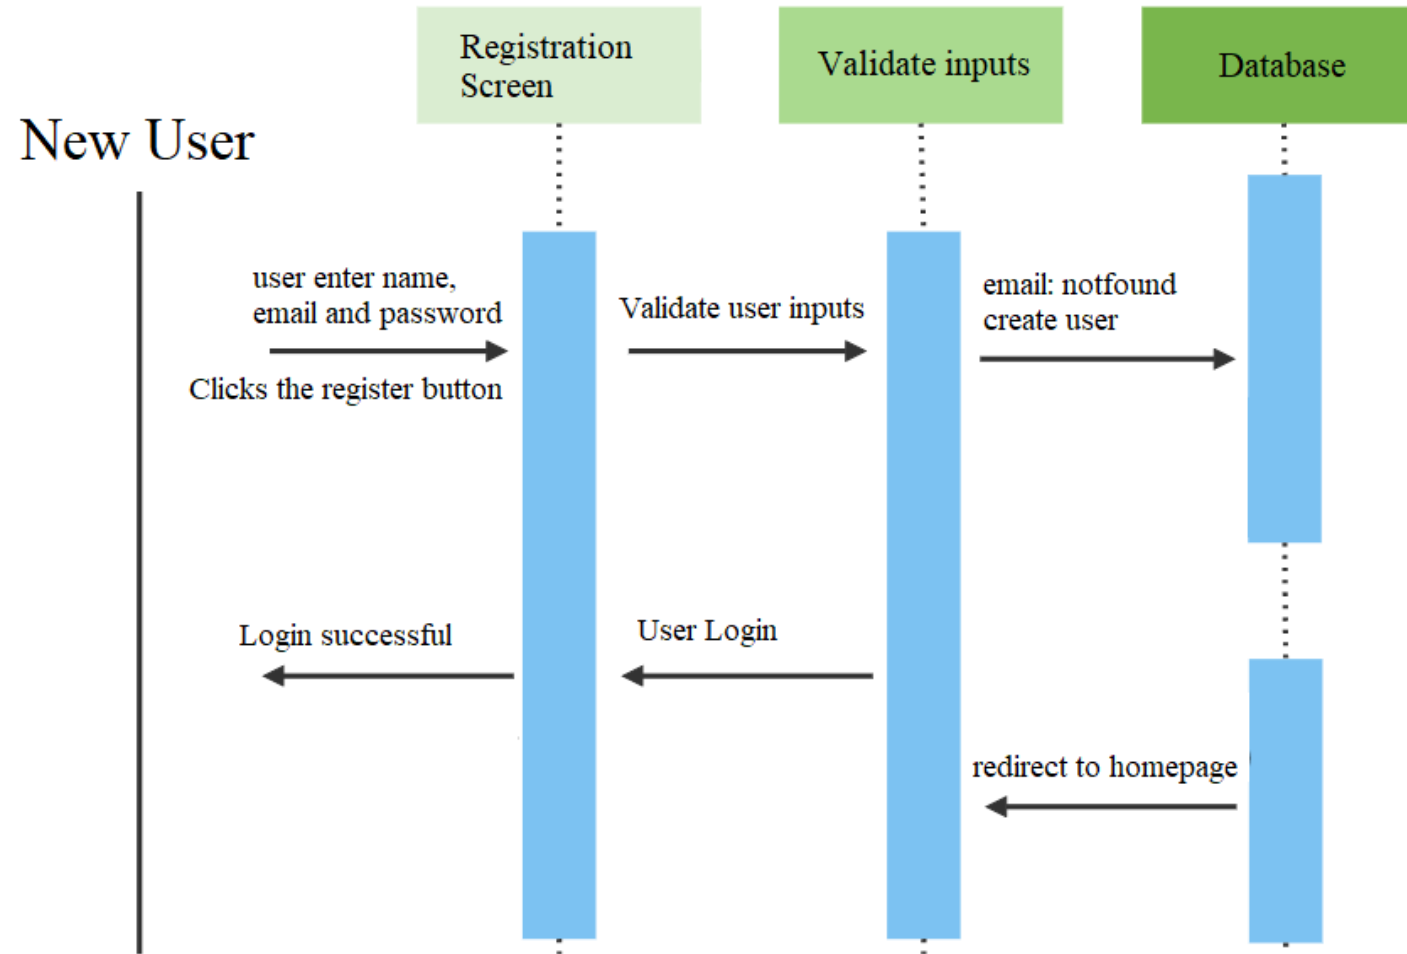 Registration
Screen
Validate inputs
Database
New User
user enter name,
email and password
Clicks the register button
Validate user inputs
email: notfound
create user
Login successful
User Login
redirect to homepage